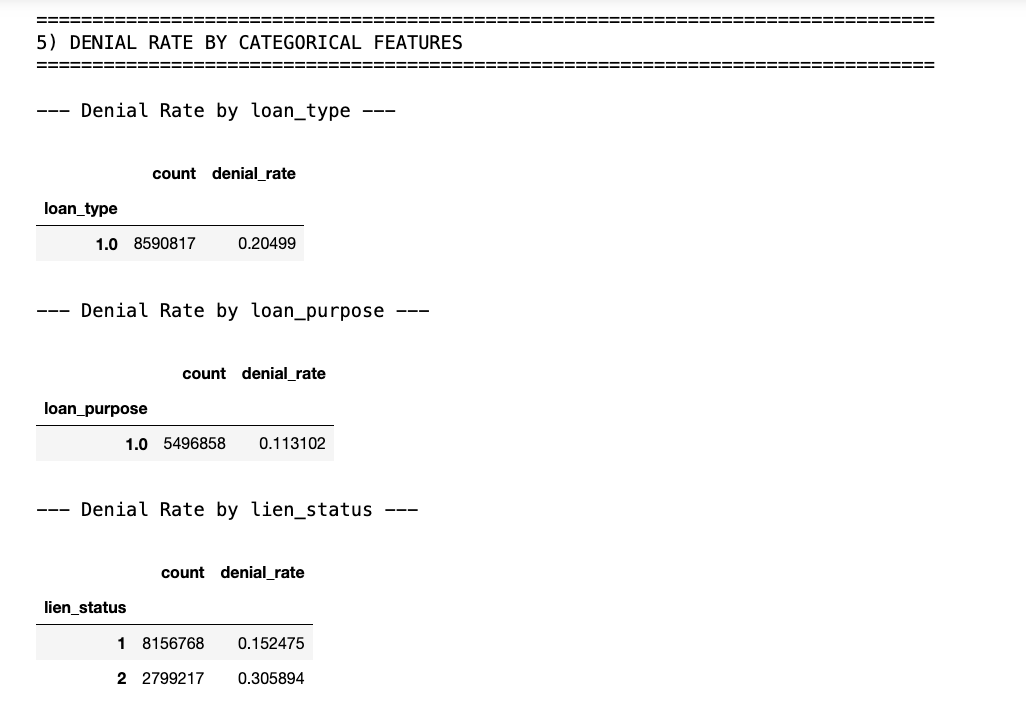 ================================================================================
5) DENIAL RATE BY CATEGORICAL FEATURES
================================================================================
--- Denial Rate by loan_type ---
count denial_rate
loan_type
1.0 8590817 0.20499
--- Denial Rate by loan_purpose ---
count denial_rate
loan_purpose
1.0 5496858 0.113102
--- Denial Rate by lien_status ---
count denial_rate
lien_status
1 8156768 0.152475
2 2799217 0.305894